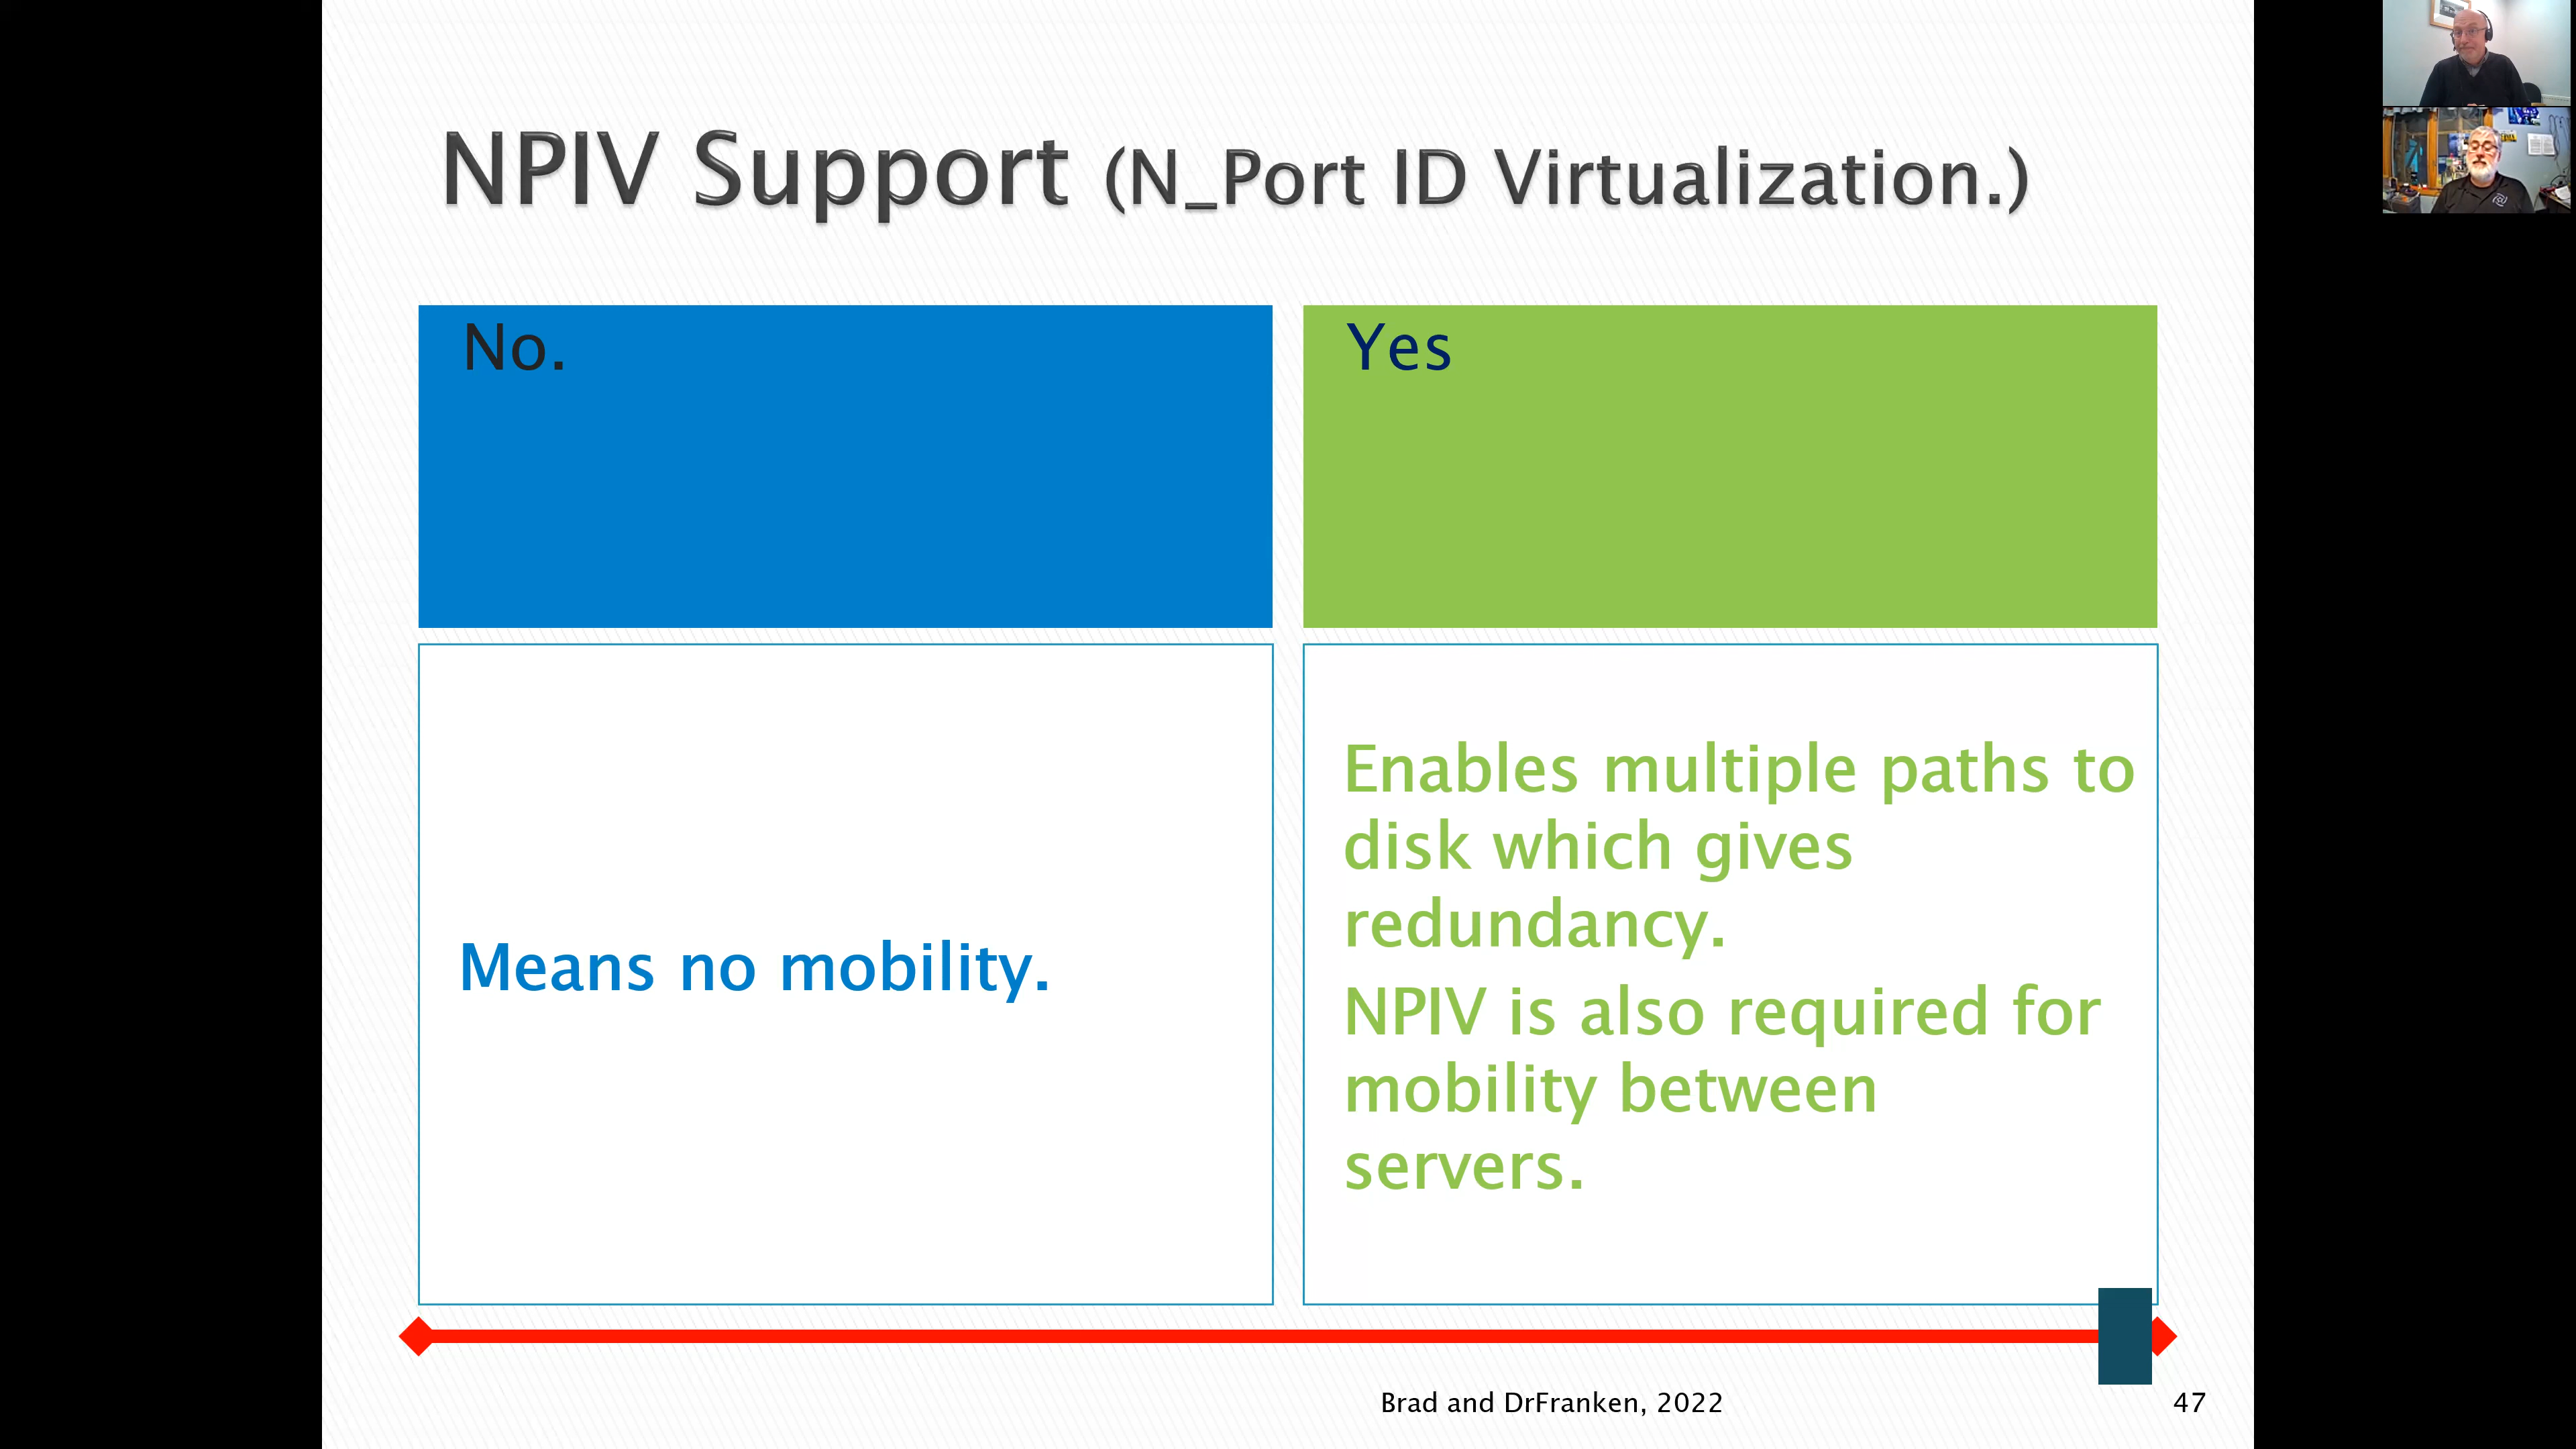 NPIV Support (N_Port ID Virtualization.)
No.
Yes
Means no mobility.
Enables multiple paths to
disk which gives
redundancy.
NPIV is also required for
mobility between
servers.
Brad and DrFranken, 2022
47